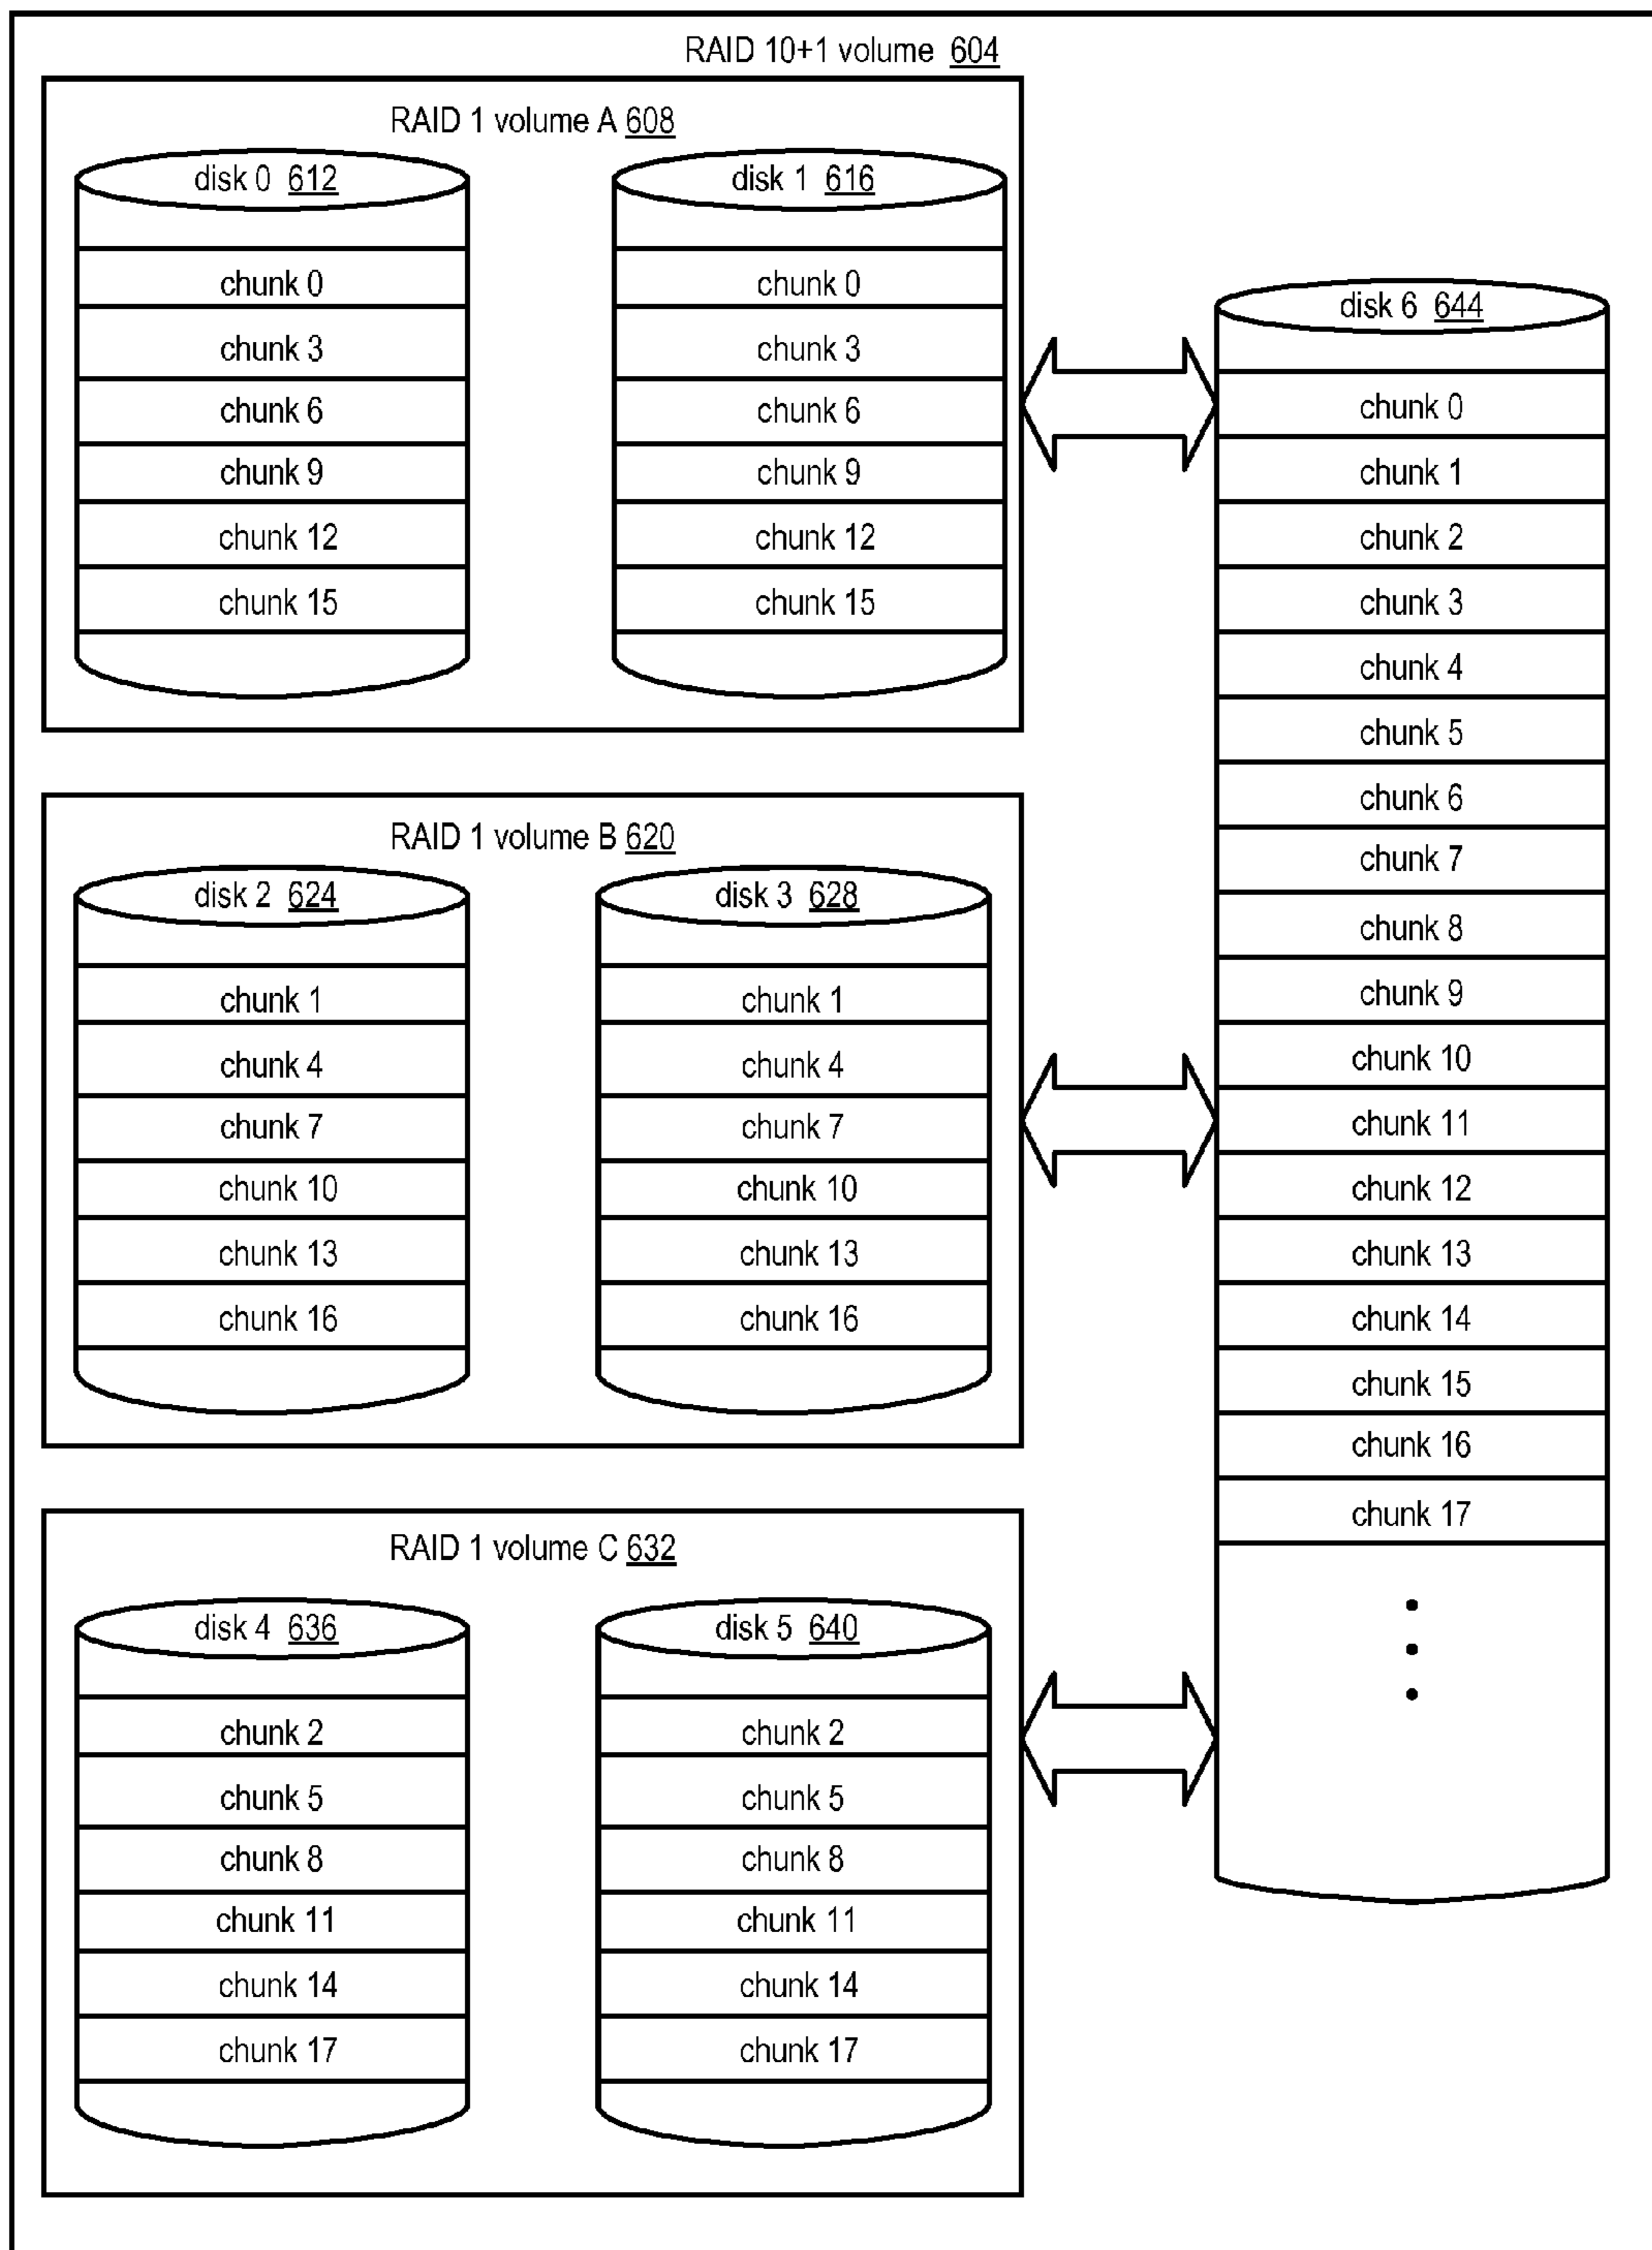 RAID 10+1 volume 604
RAID 1 volume A 608
disk 0 612
chunk 0
chunk 3
chunk 6
chunk 9
chunk 12
chunk 15
disk 1 616
chunk 0
chunk 3
chunk 6
chunk 9
chunk 12
chunk 15
RAID 1 volume B 620
disk 2 624
chunk 1
chunk 4
chunk 7
chunk 10
chunk 13
chunk 16
disk 3 628
chunk 1
chunk 4
chunk 7
chunk 10
chunk 13
chunk 16
RAID 1 volume C 632
disk 4 636
chunk 2
chunk 5
chunk 8
chunk 11
chunk 14
chunk 17
disk 5 640
chunk 2
chunk 5
chunk 8
chunk 11
chunk 14
chunk 17
disk 6 644
chunk 0
chunk 1
chunk 2
chunk 3
chunk 4
chunk 5
chunk 6
chunk 7
chunk 8
chunk 9
chunk 10
chunk 11
chunk 12
chunk 13
chunk 14
chunk 15
chunk 16
chunk 17